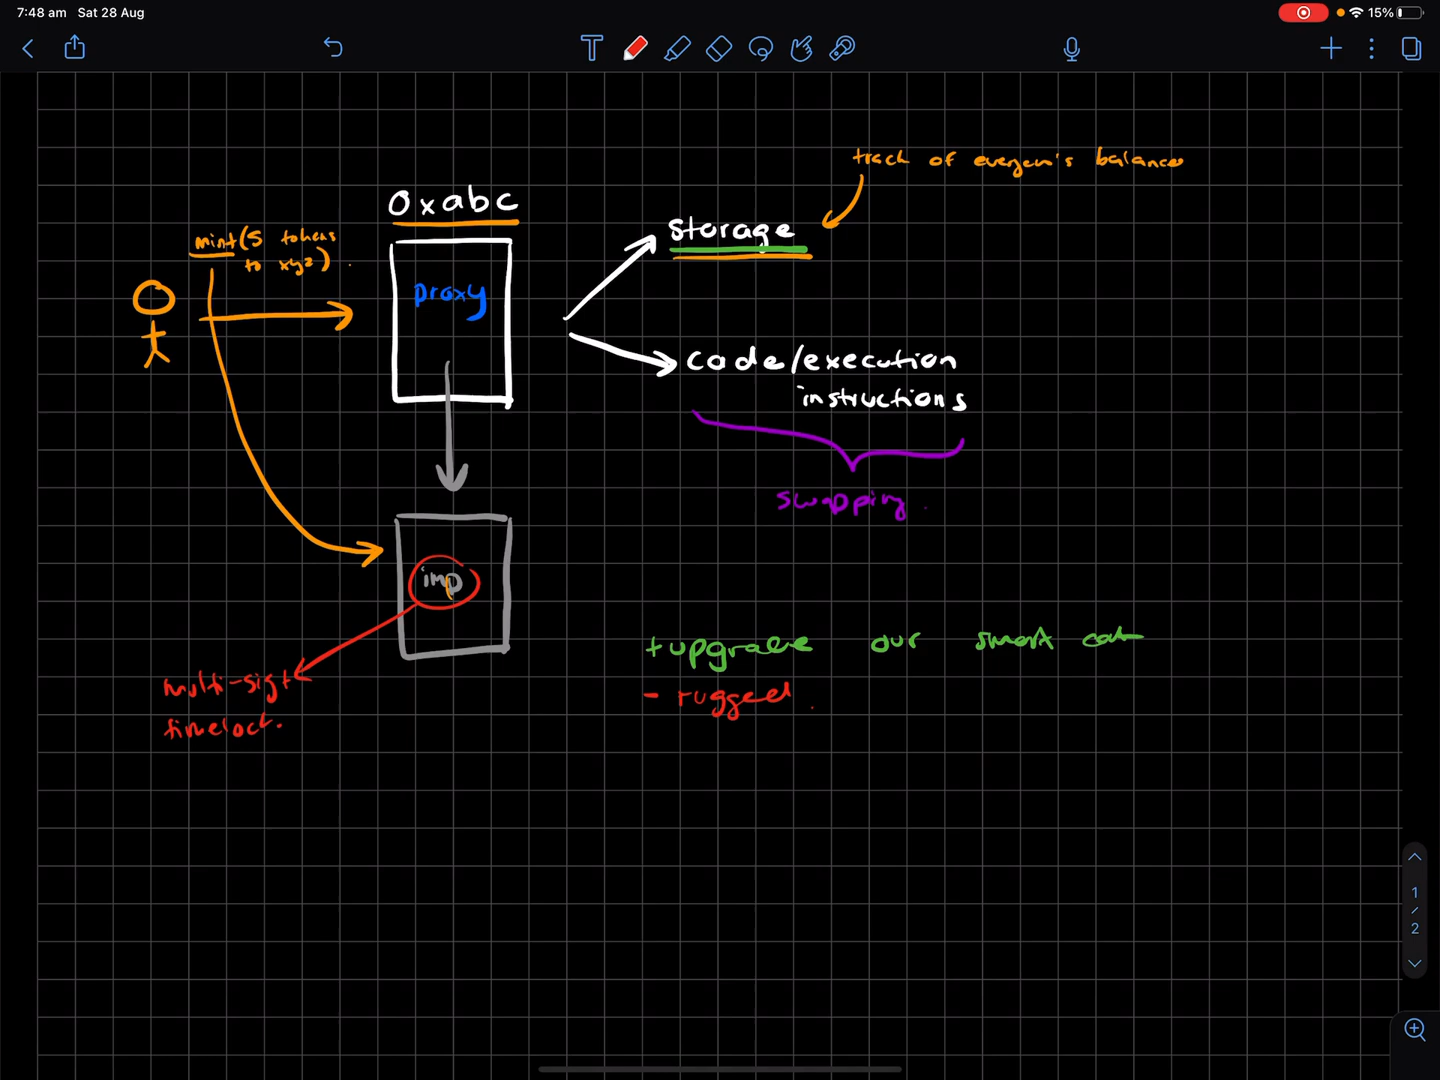 7:48 am Sat 28 Aug
15%
track of everyone's balances
0xabc
storage
mint(5 tokens
to xyz)
proxy
code/execution
instructions
swapping
imp
+upgrade our smart
multi-sig+
- rugged
timelock.
1
/
2